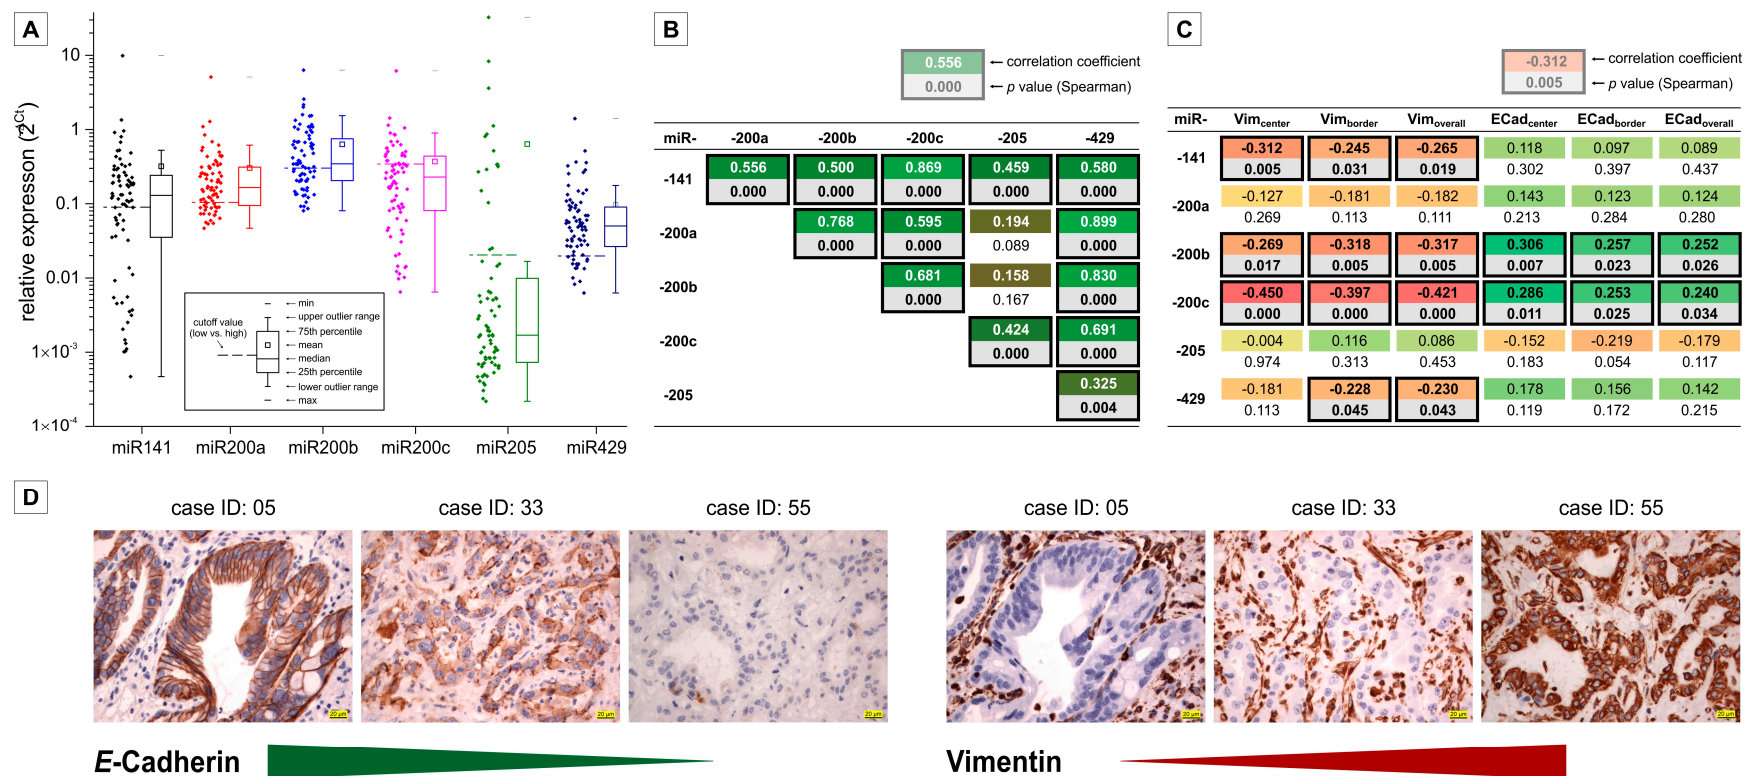 A
relative expresson (2^-ΔCt)
10
1
0.1
0.01
1×10⁻³
1×10⁻⁴
miR141 miR200a miR200b miR200c miR205 miR429
cutoff value
(low vs. high)
min
upper outlier range
75th percentile
mean
median
25th percentile
lower outlier range
max
B
0.556 ← correlation coefficient
0.000 ← p value (Spearman)
miR- -200a -200b -200c -205 -429
-141 0.556 0.500 0.869 0.459 0.580
0.000 0.000 0.000 0.000 0.000
-200a 0.768 0.595 0.194 0.899
0.000 0.000 0.089 0.000
-200b 0.681 0.158 0.830
0.000 0.167 0.000
-200c 0.424 0.691
0.000 0.000
-205 0.325
0.004
C
-0.312 ← correlation coefficient
0.005 ← p value (Spearman)
miR- Vimcenter Vimborder Vimoverall ECadcenter ECadborder ECadoverall
-141 -0.312 -0.245 -0.265 0.118 0.097 0.089
0.005 0.031 0.019 0.302 0.397 0.437
-200a -0.127 -0.181 -0.182 0.143 0.123 0.124
0.269 0.113 0.111 0.213 0.284 0.280
-200b -0.269 -0.318 -0.317 0.306 0.257 0.252
0.017 0.005 0.005 0.007 0.023 0.026
-200c -0.450 -0.397 -0.421 0.286 0.253 0.240
0.000 0.000 0.000 0.011 0.025 0.034
-205 -0.004 0.116 0.086 -0.152 -0.219 -0.179
0.974 0.313 0.453 0.183 0.054 0.117
-429 -0.181 -0.228 -0.230 0.178 0.156 0.142
0.113 0.045 0.043 0.119 0.172 0.215
D
case ID: 05 case ID: 33 case ID: 55 case ID: 05 case ID: 33 case ID: 55
20 µm 20 µm 20 µm 20 µm 20 µm 20 µm
E-Cadherin Vimentin